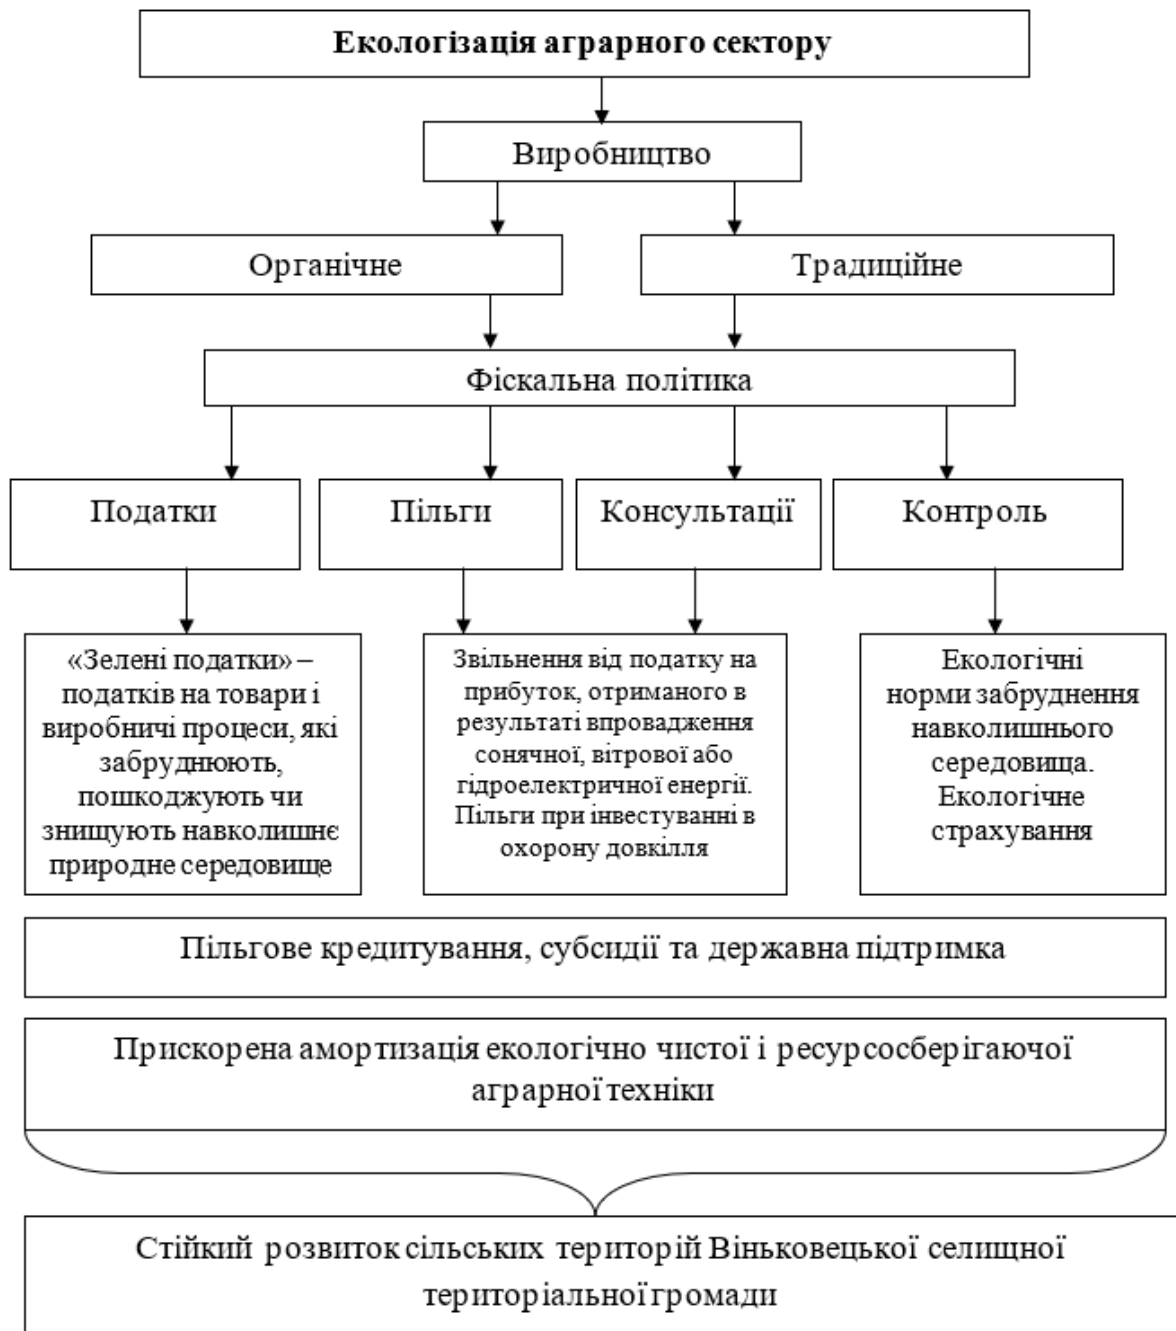 Екологізація аграрного сектору
Виробництво
Органічне
Традиційне
Фіскальна політика
Податки
Пільги
Консультації
Контроль
«Зелені податки» –
податків на товари і
виробничі процеси, які
забруднюють,
пошкоджують чи
знищують навколишнє
природне середовище
Звільнення від податку на
прибуток, отриманого в
результаті впровадження
сонячної, вітрової або
гідроелектричної енергії.
Пільги при інвестуванні в
охорону довкілля
Екологічні
норми забруднення
навколишнього
середовища.
Екологічне
страхування
Пільгове кредитування, субсидії та державна підтримка
Прискорена амортизація екологічно чистої і ресурсосберігаючої
аграрної техніки
Стійкий розвиток сільських територій Віньковецької селищної
територіальної громади